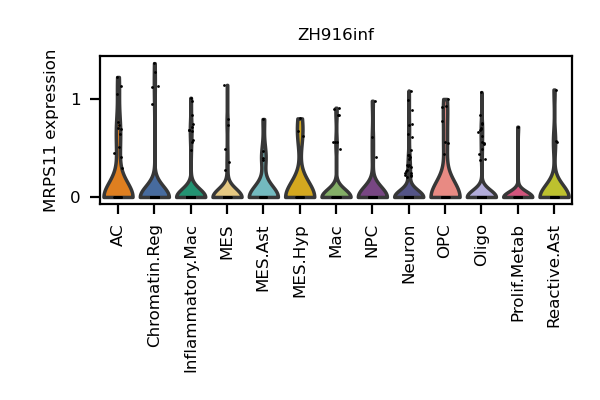 ZH916inf
MRPS11 expression
1
0
AC
Chromatin.Reg
Inflammatory.Mac
MES
MES.Ast
MES.Hyp
Mac
NPC
Neuron
OPC
Oligo
Prolif.Metab
Reactive.Ast